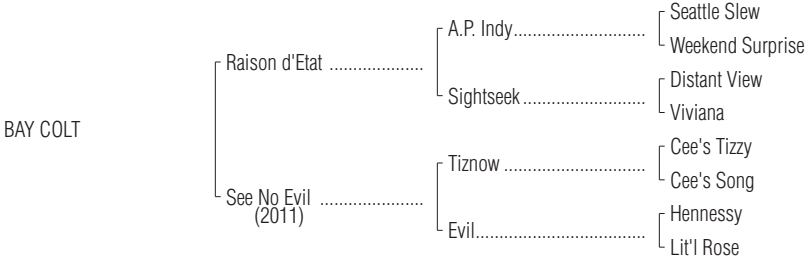 Seattle Slew
A.P. Indy..............................
Weekend Surprise
Raison d'Etat .....................
Distant View
Sightseek............................
Viviana
BAY COLT
Cee's Tizzy
Tiznow ................................
Cee's Song
See No Evil .......................
(2011)
Hennessy
Evil.......................................
Lit'l Rose